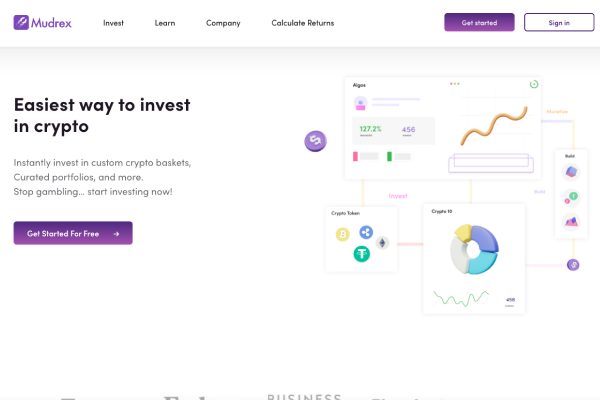 Mudrex
Invest
Learn
Company
Calculate Returns
Get started
Sign in
Easiest way to invest
in crypto
Instantly invest in custom crypto baskets,
Curated portfolios, and more.
Stop gambling... start investing now!
Get Started For Free →
Algos
127.2%
456
Monetize
Build
Invest
Build
Crypto Token
Crypto 10
456
BUSINESS